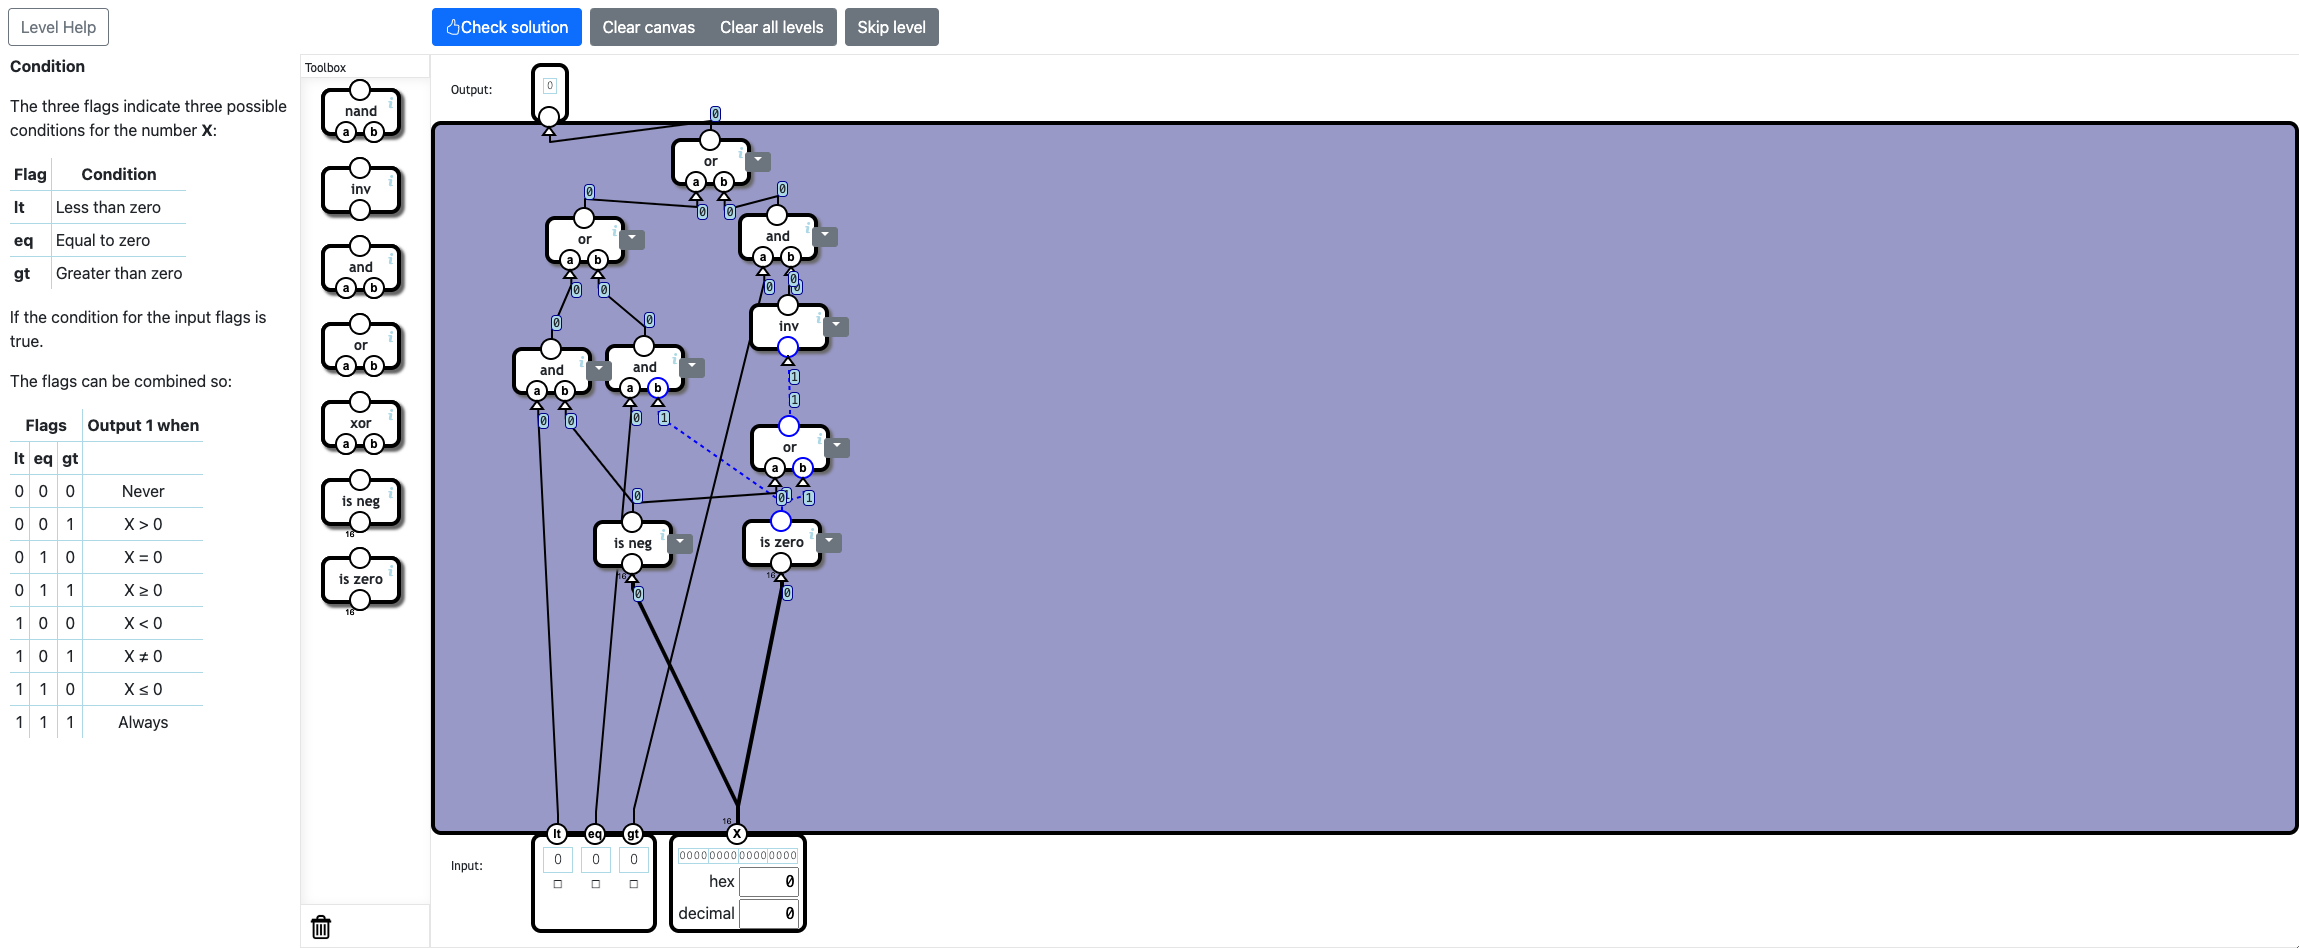 Level Help
Check solution
Clear canvas
Clear all levels
Skip level
Condition
The three flags indicate three possible
conditions for the number X:
Flag Condition
lt Less than zero
eq Equal to zero
gt Greater than zero
If the condition for the input flags is
true.
The flags can be combined so:
Flags Output 1 when
lt eq gt
0 0 0 Never
0 0 1 X > 0
0 1 0 X = 0
0 1 1 X ≥ 0
1 0 0 X < 0
1 0 1 X ≠ 0
1 1 0 X ≤ 0
1 1 1 Always
Toolbox
nand
a b
inv
and
a b
or
a b
xor
a b
is neg
16
is zero
16
Output:
0
0
or
a b
0 0
0 0
or
a b
and
a b
0 0
0 0
0
0 0
inv
and
a b
and
a b
1
1
0 0
0 1
or
a b
0
0 1
1
is neg
16
is zero
16
0
0
16
lt eq gt
X
Input:
0 0 0
0000 0000 0000 0000
hex 0
decimal 0